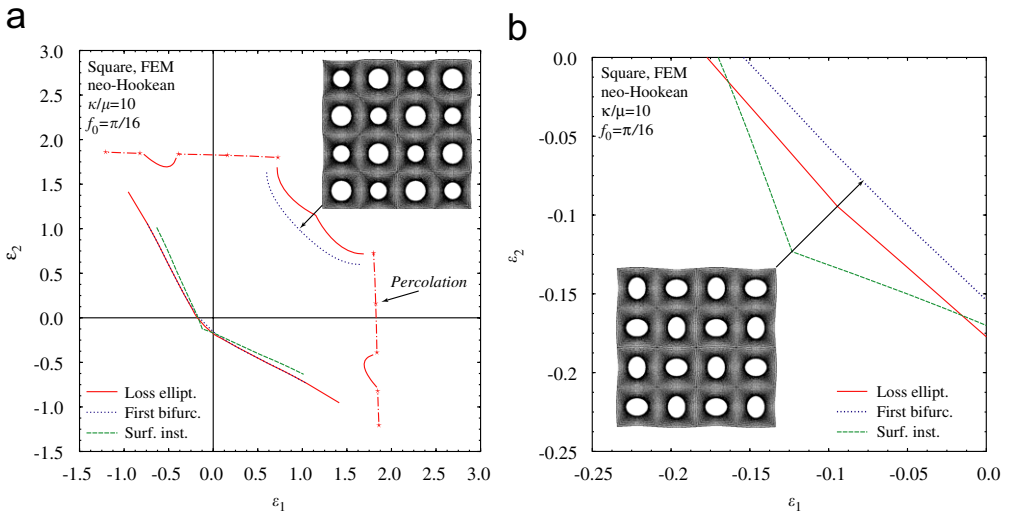 a
3.0
2.5
2.0
1.5
1.0
0.5
0.0
-0.5
-1.0
-1.5
ε2
Square, FEM
neo-Hookean
κ/μ=10
f0=π/16
Percolation
Loss ellipt.
First bifurc.
Surf. inst.
-1.5 -1.0 -0.5 0.0 0.5 1.0 1.5 2.0 2.5 3.0
ε1
b
0.0
-0.05
-0.1
-0.15
-0.2
-0.25
ε2
Square, FEM
neo-Hookean
κ/μ=10
f0=π/16
Loss ellipt.
First bifurc.
Surf. inst.
-0.25 -0.2 -0.15 -0.1 -0.05 0.0
ε1